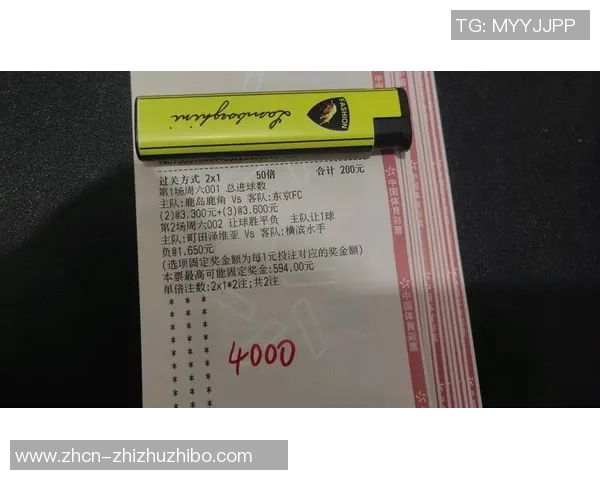 TG: MYYJJPP
FASHION
Lamborghini
过关方式 2x1 50倍 合计 200元
第1场周六001 总进球数
主队:鹿岛鹿角 Vs 客队:东京FC
(2)@3.300元+(3)@3.600元
第2场周六002 让球胜平负 主队让1球
主队:町田泽维亚 Vs 客队:横滨水手
负@1.650元
(选项固定奖金额为每1元投注对应的奖金额)
本票最高可能固定奖金:594.00元
单倍注数:2x1*2注;共2注
* * *
* * *
* * *
* * *
* * *
* * *
* * *
* * *
4000
中国体育彩票
中国体育彩票
www.zhcn-zhizhuzhibo.com